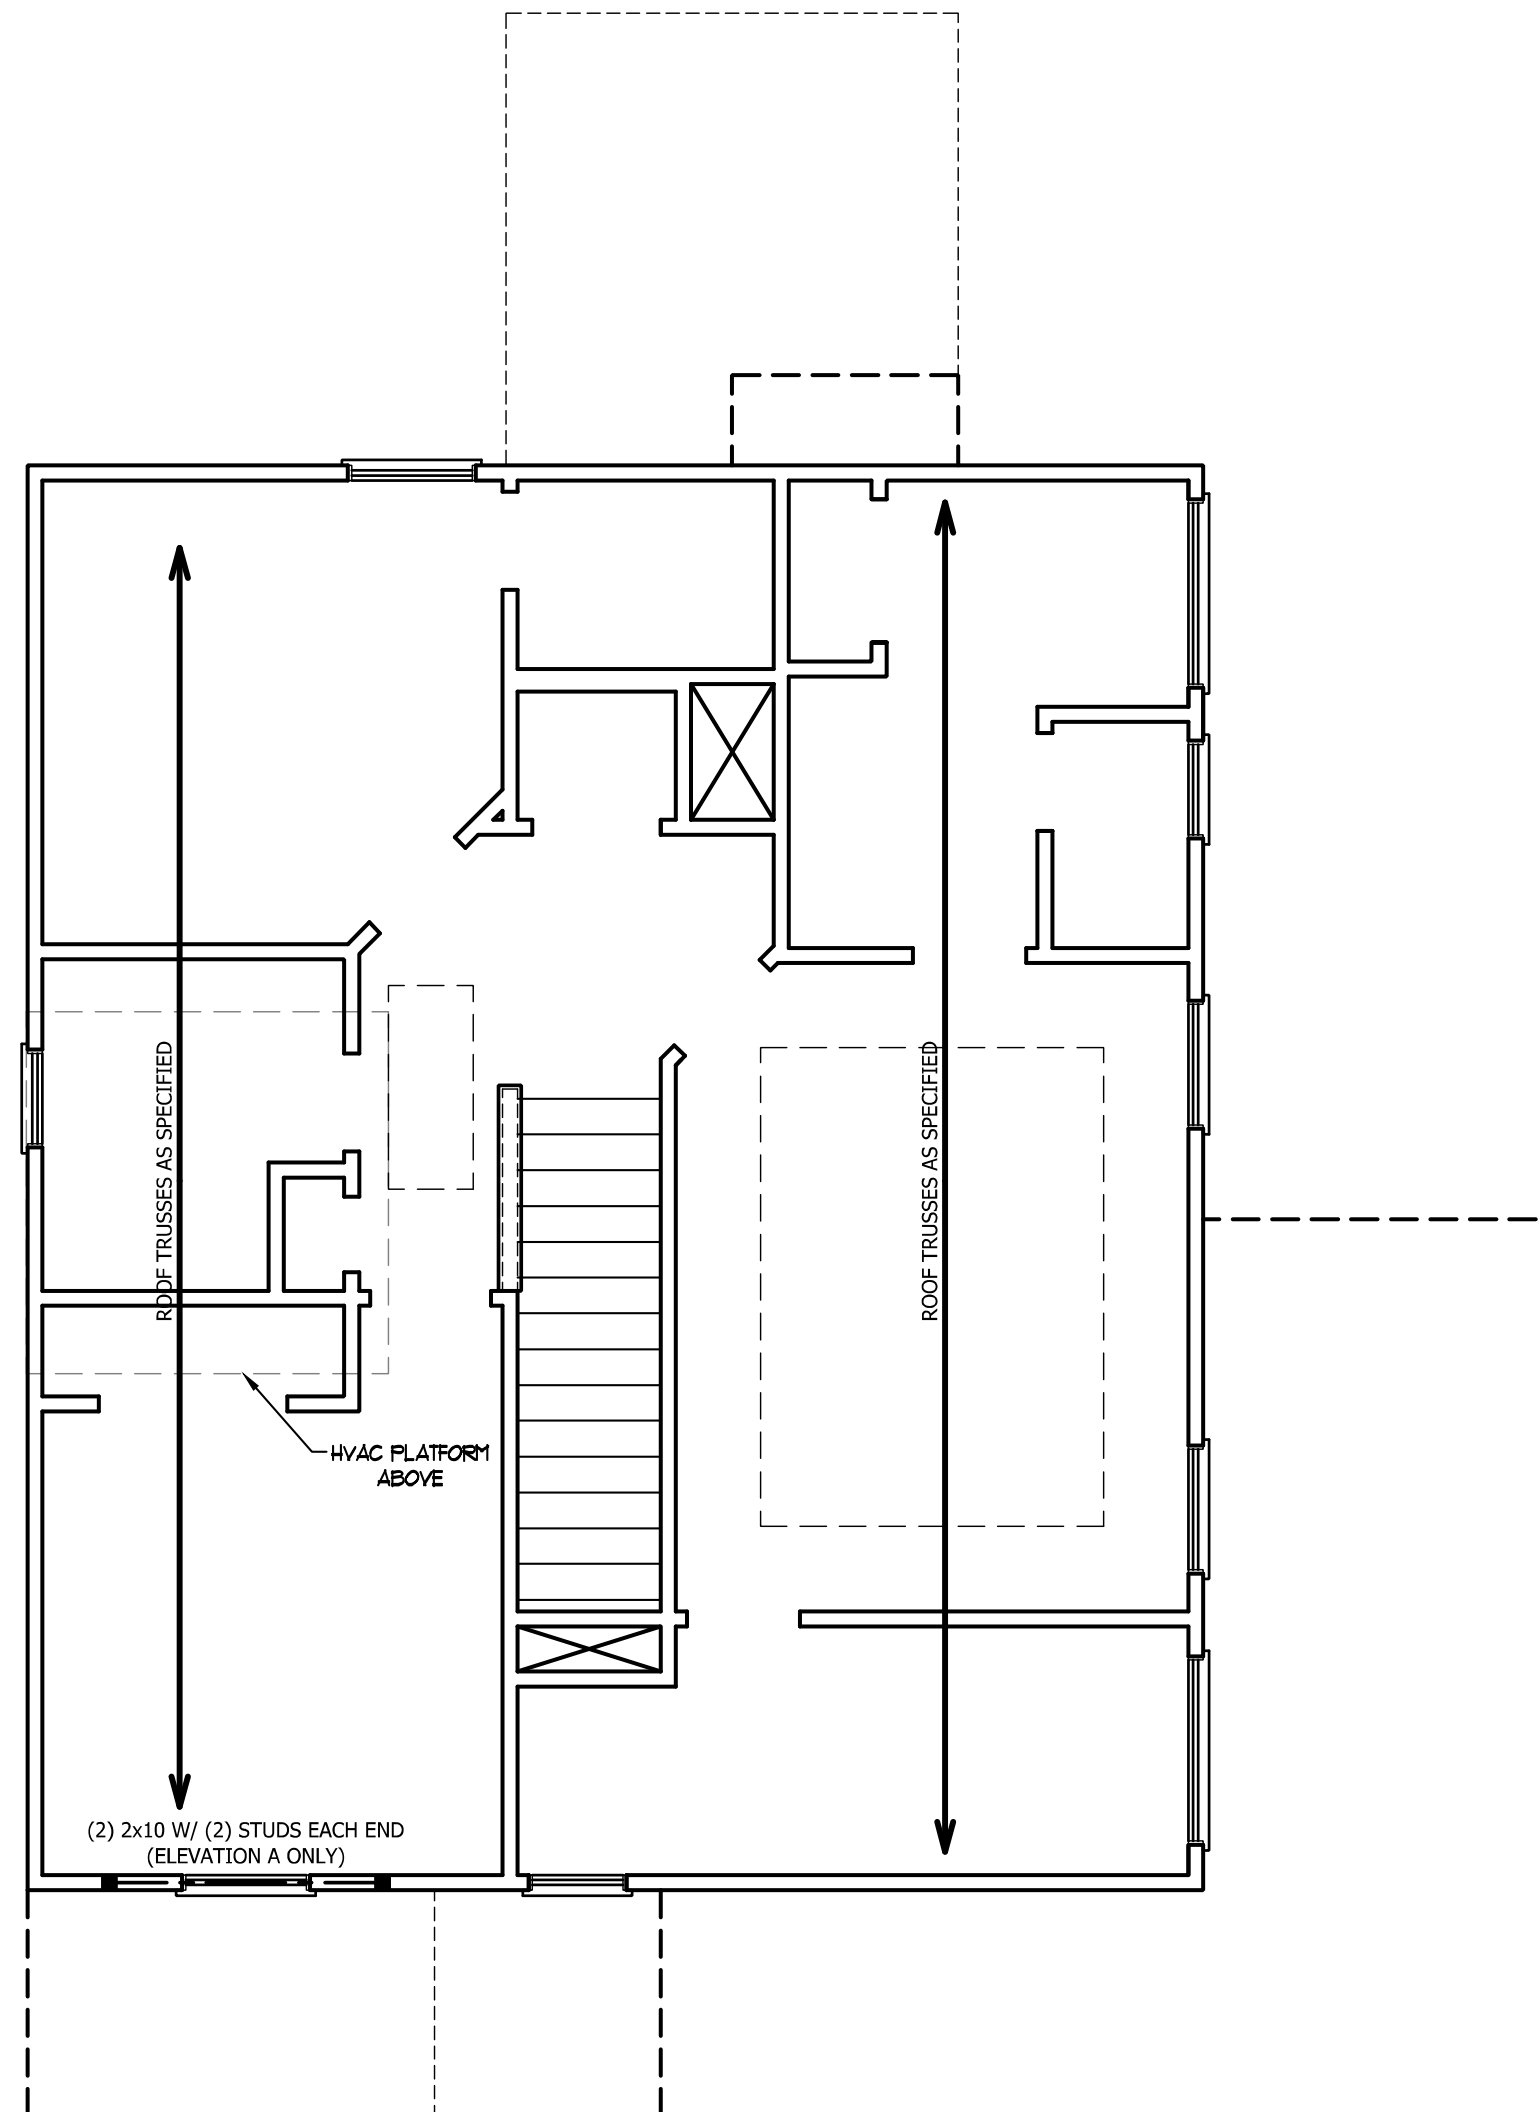 ROOF TRUSSES AS SPECIFIED
ROOF TRUSSES AS SPECIFIED
HVAC PLATFORM
ABOVE
(2) 2x10 W/ (2) STUDS EACH END
(ELEVATION A ONLY)